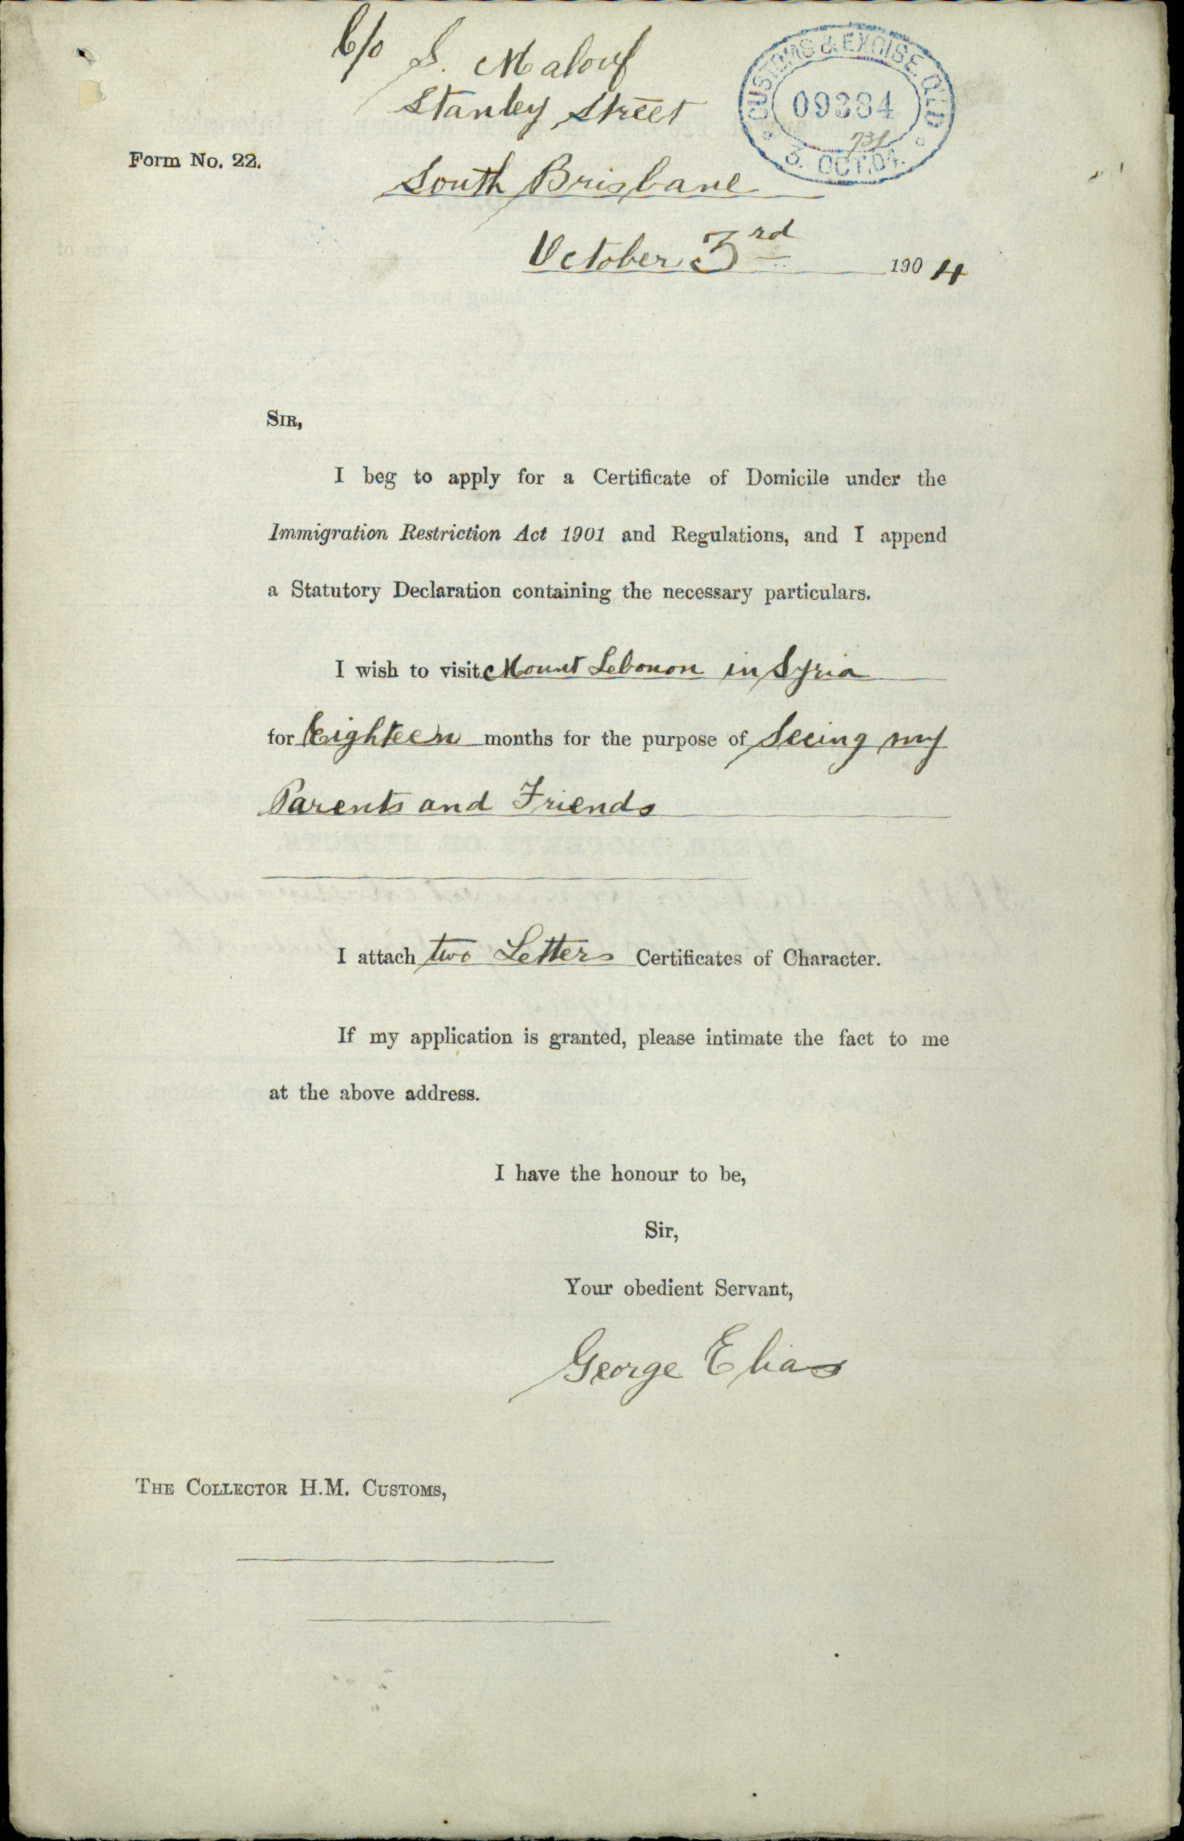 C/o S. Malouf
Stanley Street
CUSTOMS & EXCISE. QLD
09384
3. OCT.04.
Form No. 22.
South Brisbane
October 3rd 1904
SIR,
I beg to apply for a Certificate of Domicile under the
Immigration Restriction Act 1901 and Regulations, and I append
a Statutory Declaration containing the necessary particulars.
I wish to visit Mount Lebonon in Syria
for Eighteen months for the purpose of Seeing my
Parents and Friends
I attach two Letters Certificates of Character.
If my application is granted, please intimate the fact to me
at the above address.
I have the honour to be,
Sir,
Your obedient Servant,
George Elias
THE COLLECTOR H.M. CUSTOMS,